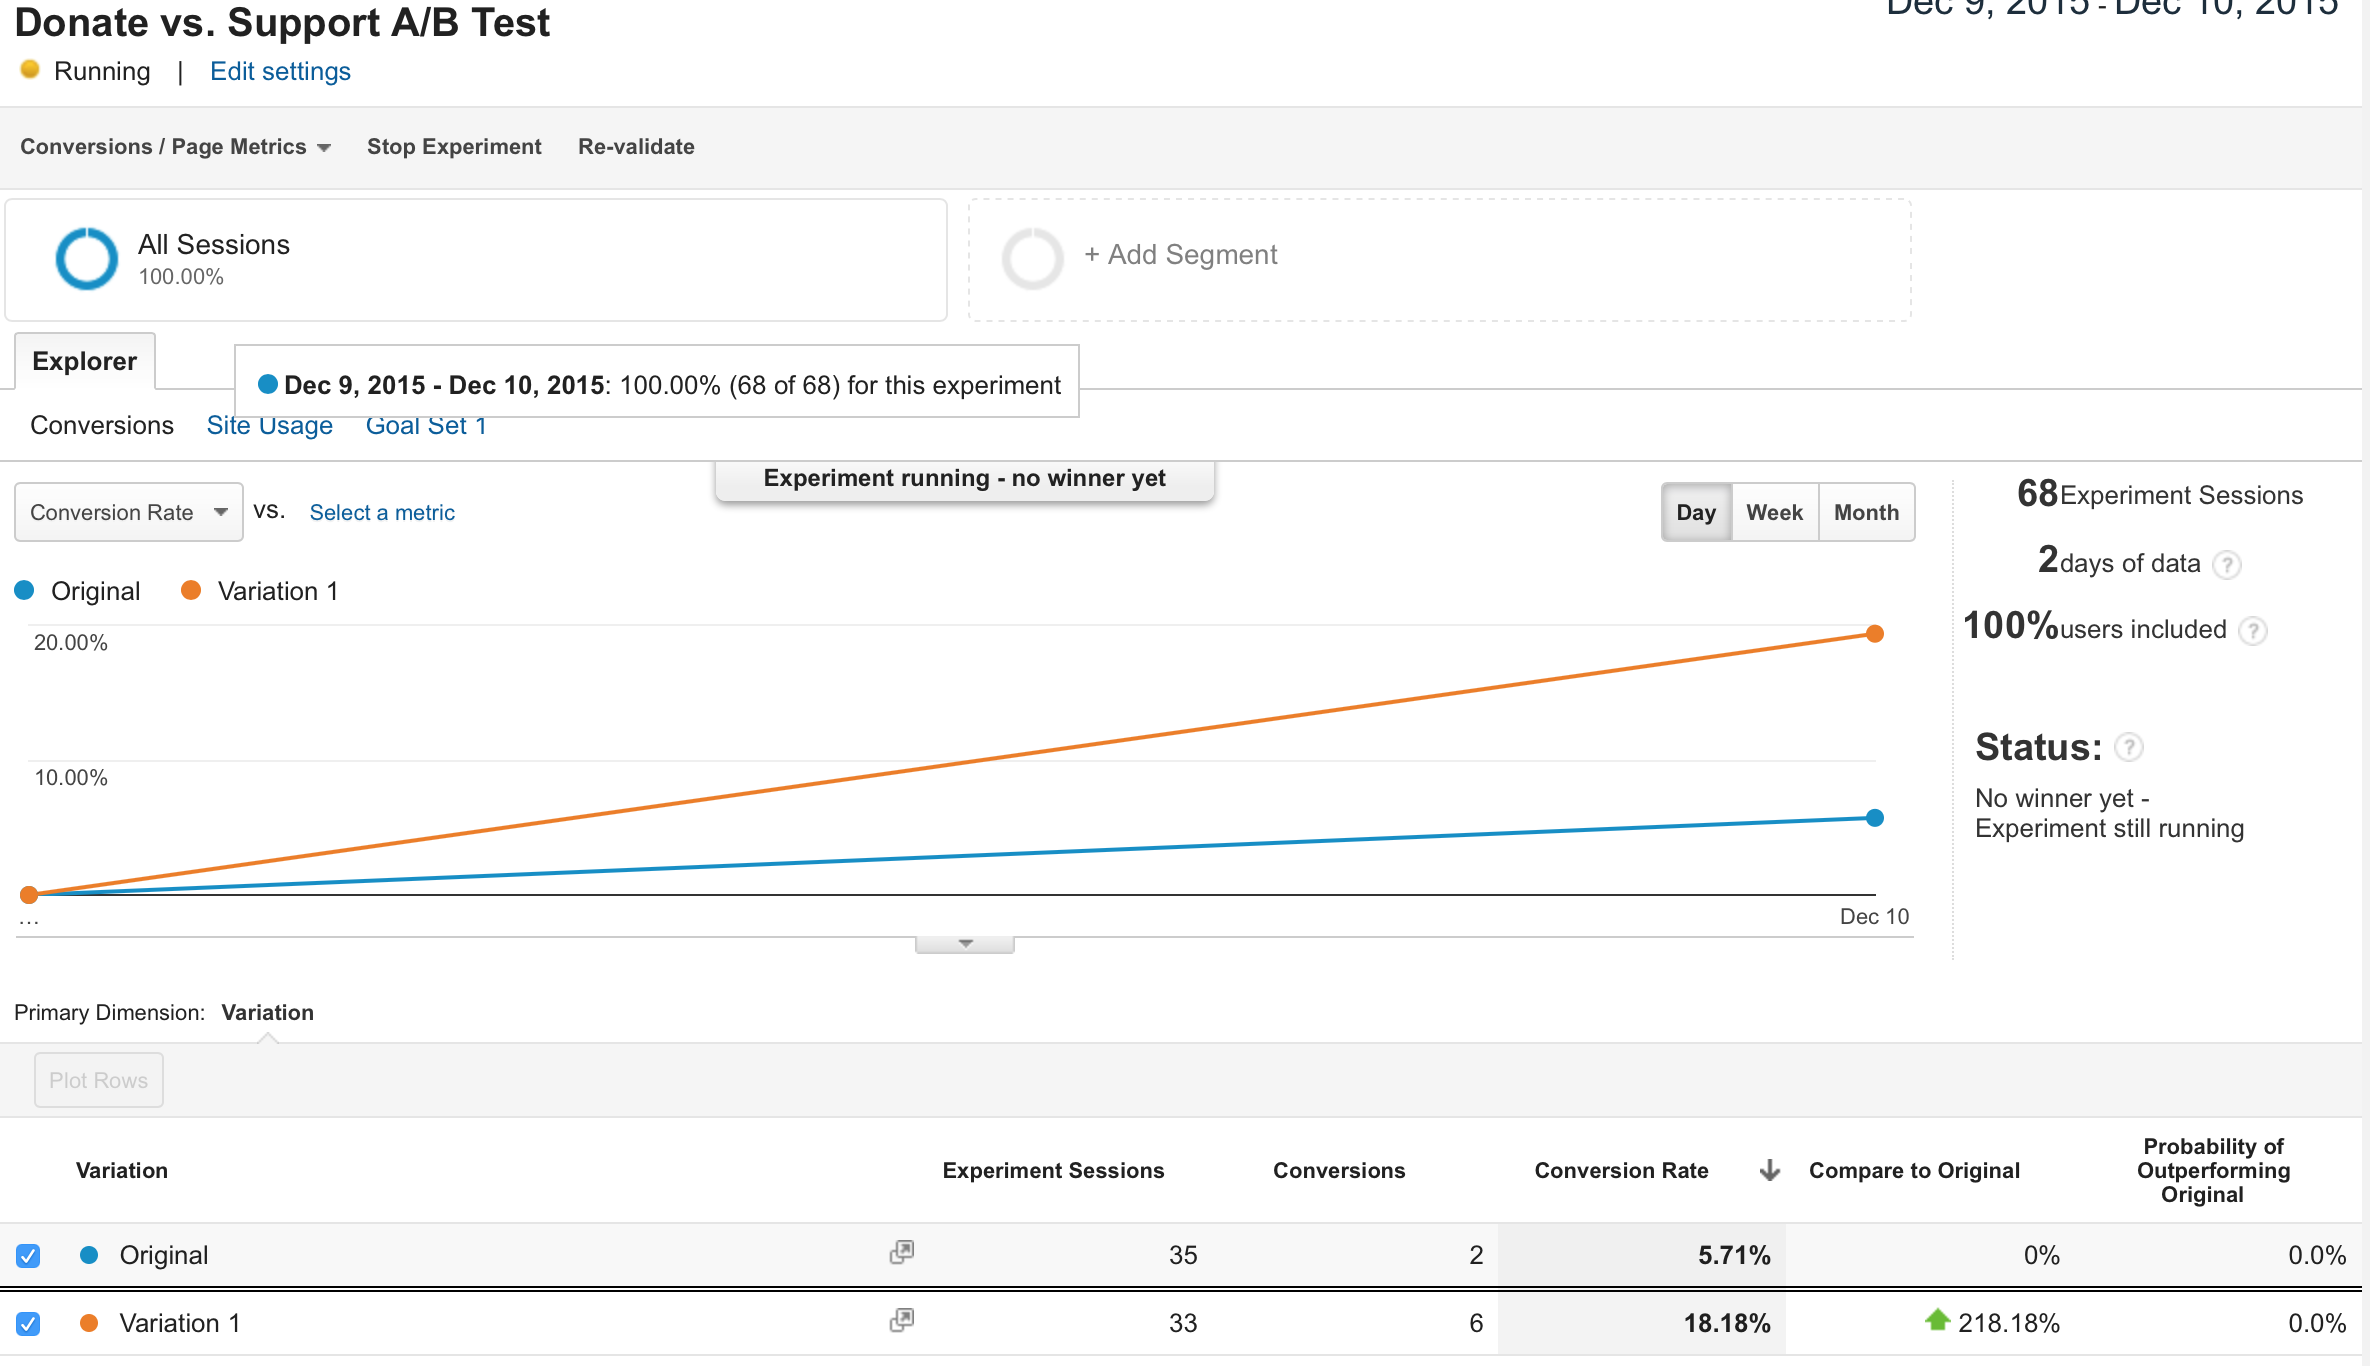 Donate vs. Support A/B Test
Dec 9, 2015 - Dec 10, 2015
Running | Edit settings
Conversions / Page Metrics Stop Experiment Re-validate
All Sessions
100.00%
+ Add Segment
Explorer
Dec 9, 2015 - Dec 10, 2015: 100.00% (68 of 68) for this experiment
Conversions Site Usage Goal Set 1
Experiment running - no winner yet
Conversion Rate VS. Select a metric
Day Week Month
68 Experiment Sessions
2 days of data ?
100% users included ?
Status: ?
No winner yet -
Experiment still running
Original Variation 1
20.00%
10.00%
... Dec 10
Primary Dimension: Variation
Plot Rows
Variation Experiment Sessions Conversions Conversion Rate Compare to Original Probability of
Outperforming
Original
Original 35 2 5.71% 0% 0.0%
Variation 1 33 6 18.18% 218.18% 0.0%